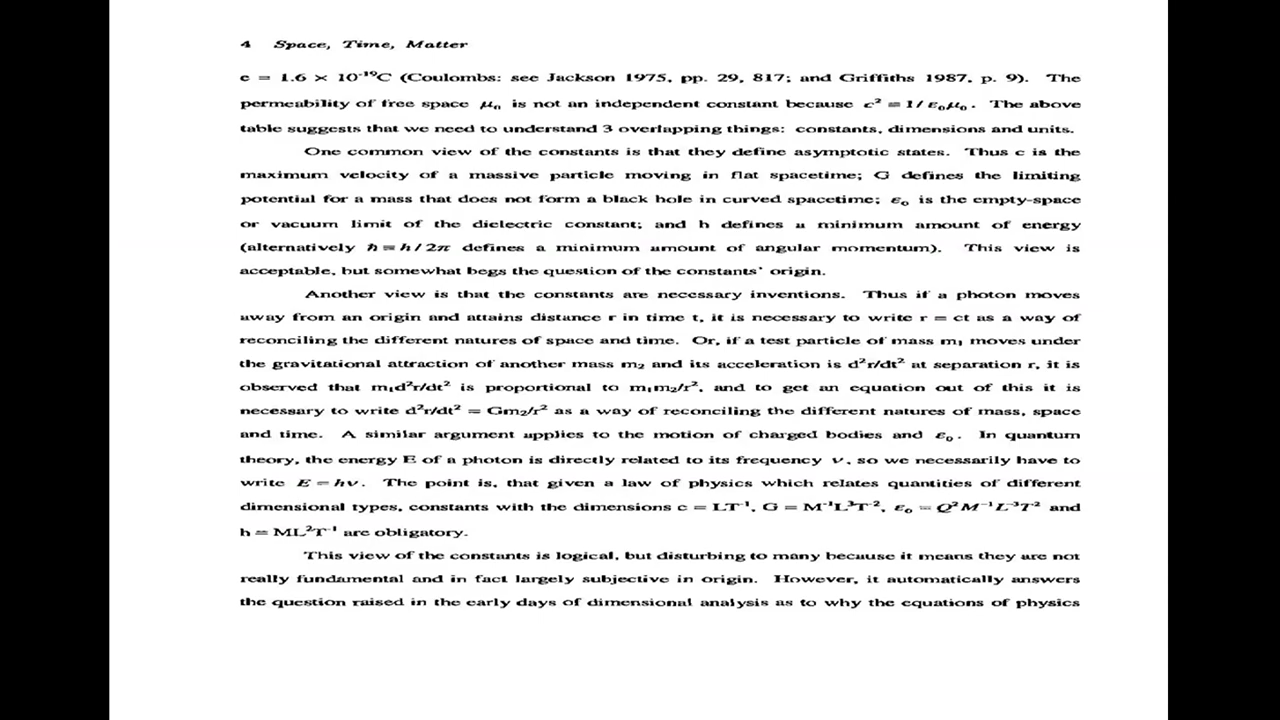 4 Space, Time, Matter
e = 1.6 × 10⁻¹⁹C (Coulombs: see Jackson 1975, pp. 29, 817; and Griffiths 1987, p. 9). The
permeability of free space μ₀ is not an independent constant because c² = 1/ε₀μ₀. The above
table suggests that we need to understand 3 overlapping things: constants, dimensions and units.
One common view of the constants is that they define asymptotic states. Thus c is the
maximum velocity of a massive particle moving in flat spacetime; G defines the limiting
potential for a mass that does not form a black hole in curved spacetime; ε₀ is the empty-space
or vacuum limit of the dielectric constant; and h defines a minimum amount of energy
(alternatively ħ = h/2π defines a minimum amount of angular momentum). This view is
acceptable, but somewhat begs the question of the constants' origin.
Another view is that the constants are necessary inventions. Thus if a photon moves
away from an origin and attains distance r in time t, it is necessary to write r = ct as a way of
reconciling the different natures of space and time. Or, if a test particle of mass m₁ moves under
the gravitational attraction of another mass m₂ and its acceleration is d²r/dt² at separation r, it is
observed that m₁d²r/dt² is proportional to m₁m₂/r², and to get an equation out of this it is
necessary to write d²r/dt² = Gm₂/r² as a way of reconciling the different natures of mass, space
and time. A similar argument applies to the motion of charged bodies and ε₀. In quantum
theory, the energy E of a photon is directly related to its frequency ν, so we necessarily have to
write E = hν. The point is, that given a law of physics which relates quantities of different
dimensional types, constants with the dimensions c = LT⁻¹, G = M⁻¹L³T⁻², ε₀ = Q²M⁻¹L⁻³T² and
h = ML²T⁻¹ are obligatory.
This view of the constants is logical, but disturbing to many because it means they are not
really fundamental and in fact largely subjective in origin. However, it automatically answers
the question raised in the early days of dimensional analysis as to why the equations of physics